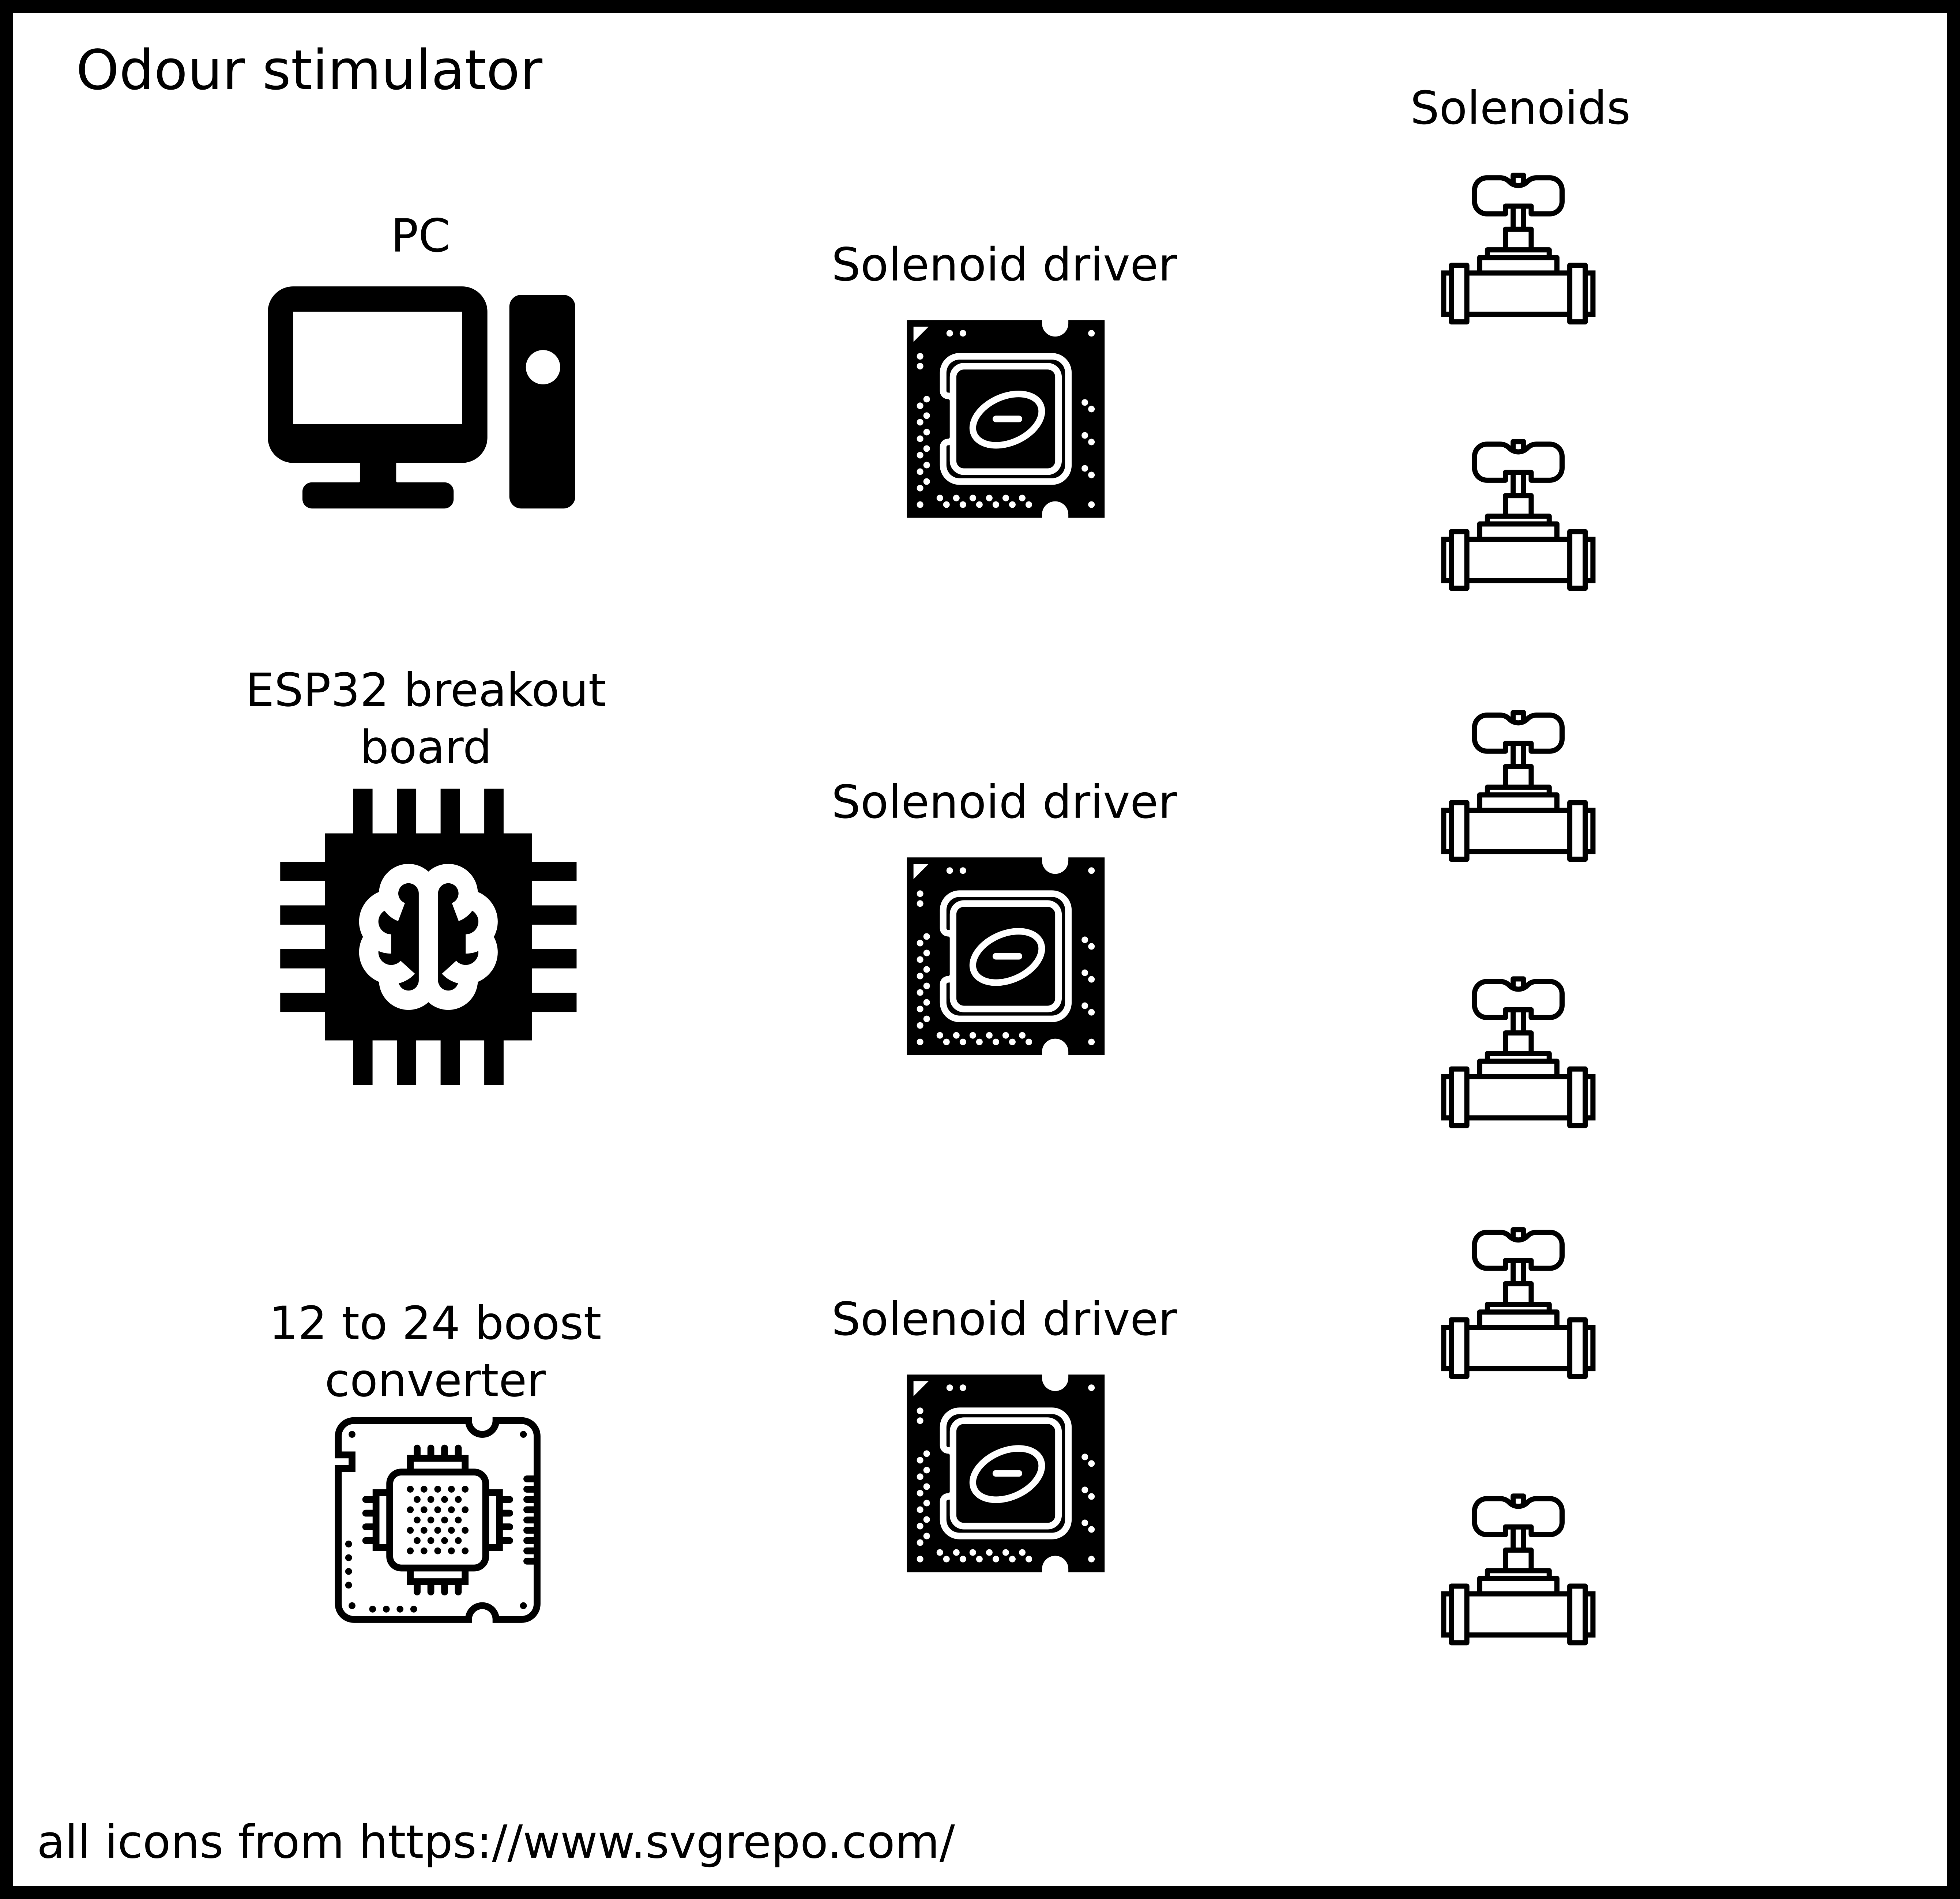 Odour stimulator
Solenoids
PC
Solenoid driver
ESP32 breakout
board
Solenoid driver
12 to 24 boost
converter
Solenoid driver
all icons from https://www.svgrepo.com/